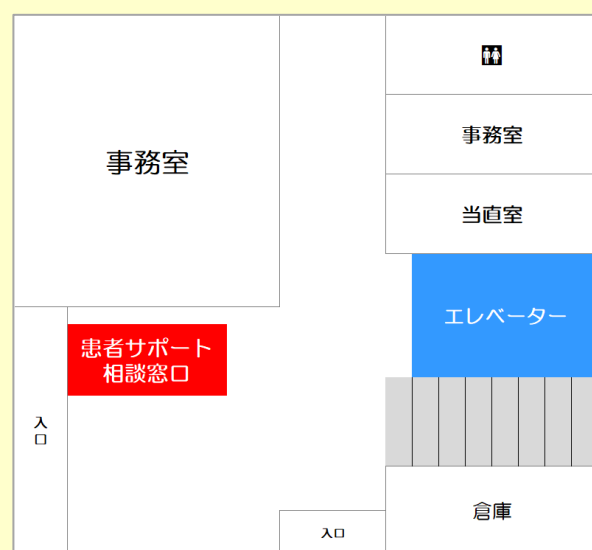 事務室
事務室
当直室
エレベーター
患者サポート
相談窓口
入口
倉庫
入口